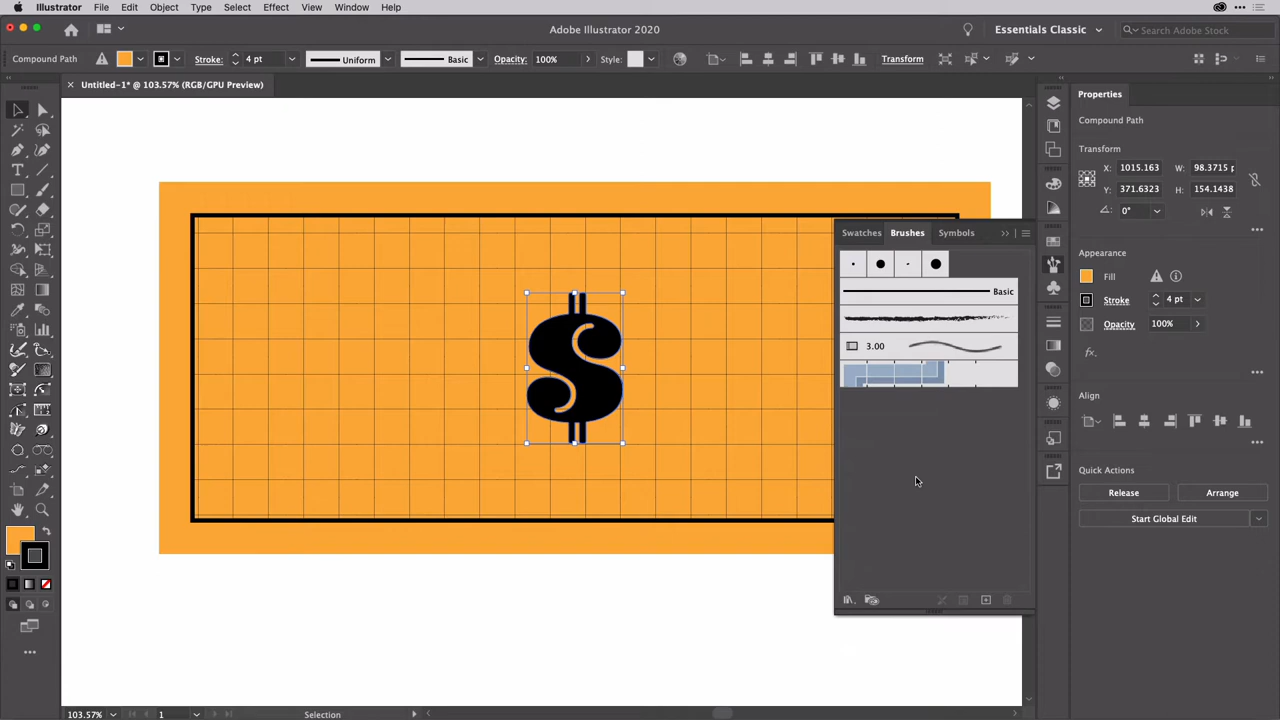 Illustrator File Edit Object Type Select Effect View Window Help
Adobe Illustrator 2020
Essentials Classic
Search Adobe Stock
Compound Path
Stroke: 4 pt
Uniform
Basic
Opacity: 100%
Style:
Transform
× Untitled-1* @ 103.57% (RGB/GPU Preview)
Properties
Compound Path
Transform
X: 1015.163 W: 98.3715 p
Y: 371.6323 H: 154.1438
0°
Swatches Brushes Symbols
Appearance
Fill
Stroke 4 pt
Opacity 100%
fx.
Basic
3.00
$
Align
Quick Actions
Release Arrange
Start Global Edit
103.57% 1 Selection